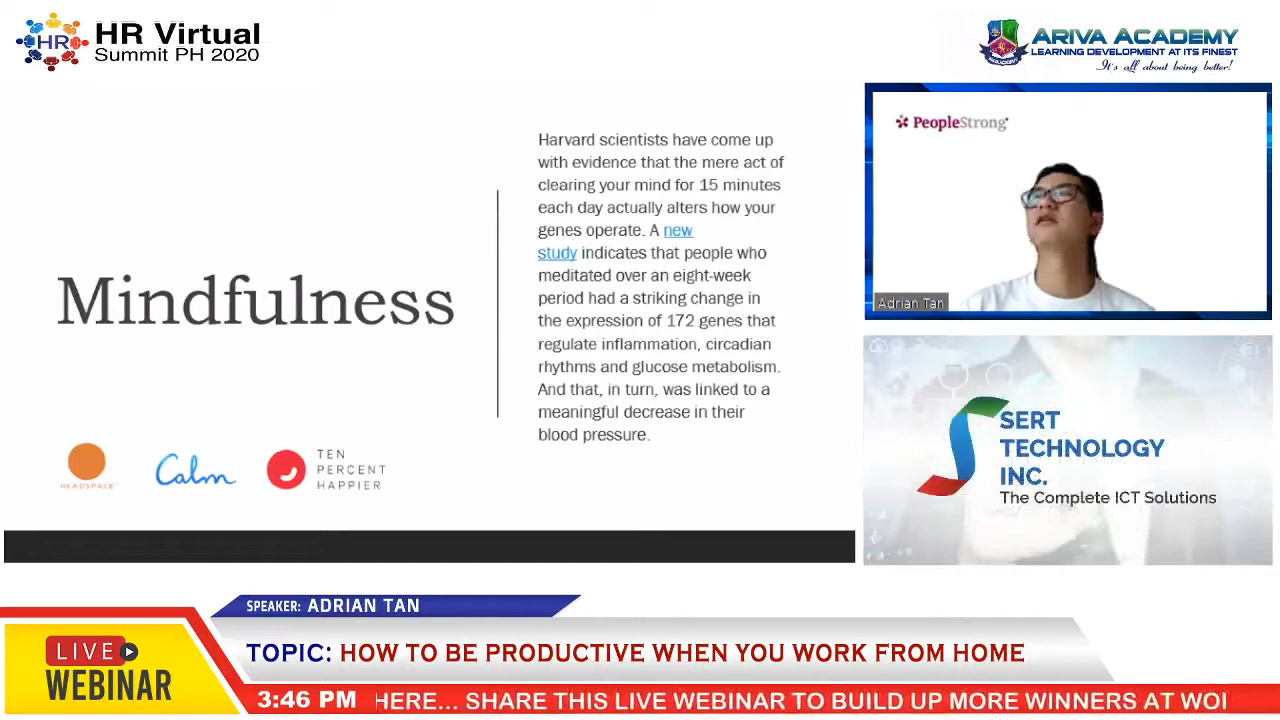 HR
HR Virtual
Summit PH 2020
ARIVA ACADEMY
LEARNING DEVELOPMENT AT ITS FINEST
It's all about being better!
Mindfulness
Harvard scientists have come up
with evidence that the mere act of
clearing your mind for 15 minutes
each day actually alters how your
genes operate. A new
study indicates that people who
meditated over an eight-week
period had a striking change in
the expression of 172 genes that
regulate inflammation, circadian
rhythms and glucose metabolism.
And that, in turn, was linked to a
meaningful decrease in their
blood pressure.
HEADSPACE
Calm
TEN
PERCENT
HAPPIER
PeopleStrong
Adrian Tan
SERT
TECHNOLOGY
INC.
The Complete ICT Solutions
SPEAKER: ADRIAN TAN
LIVE
WEBINAR
TOPIC: HOW TO BE PRODUCTIVE WHEN YOU WORK FROM HOME
3:46 PM HERE... SHARE THIS LIVE WEBINAR TO BUILD UP MORE WINNERS AT WOI